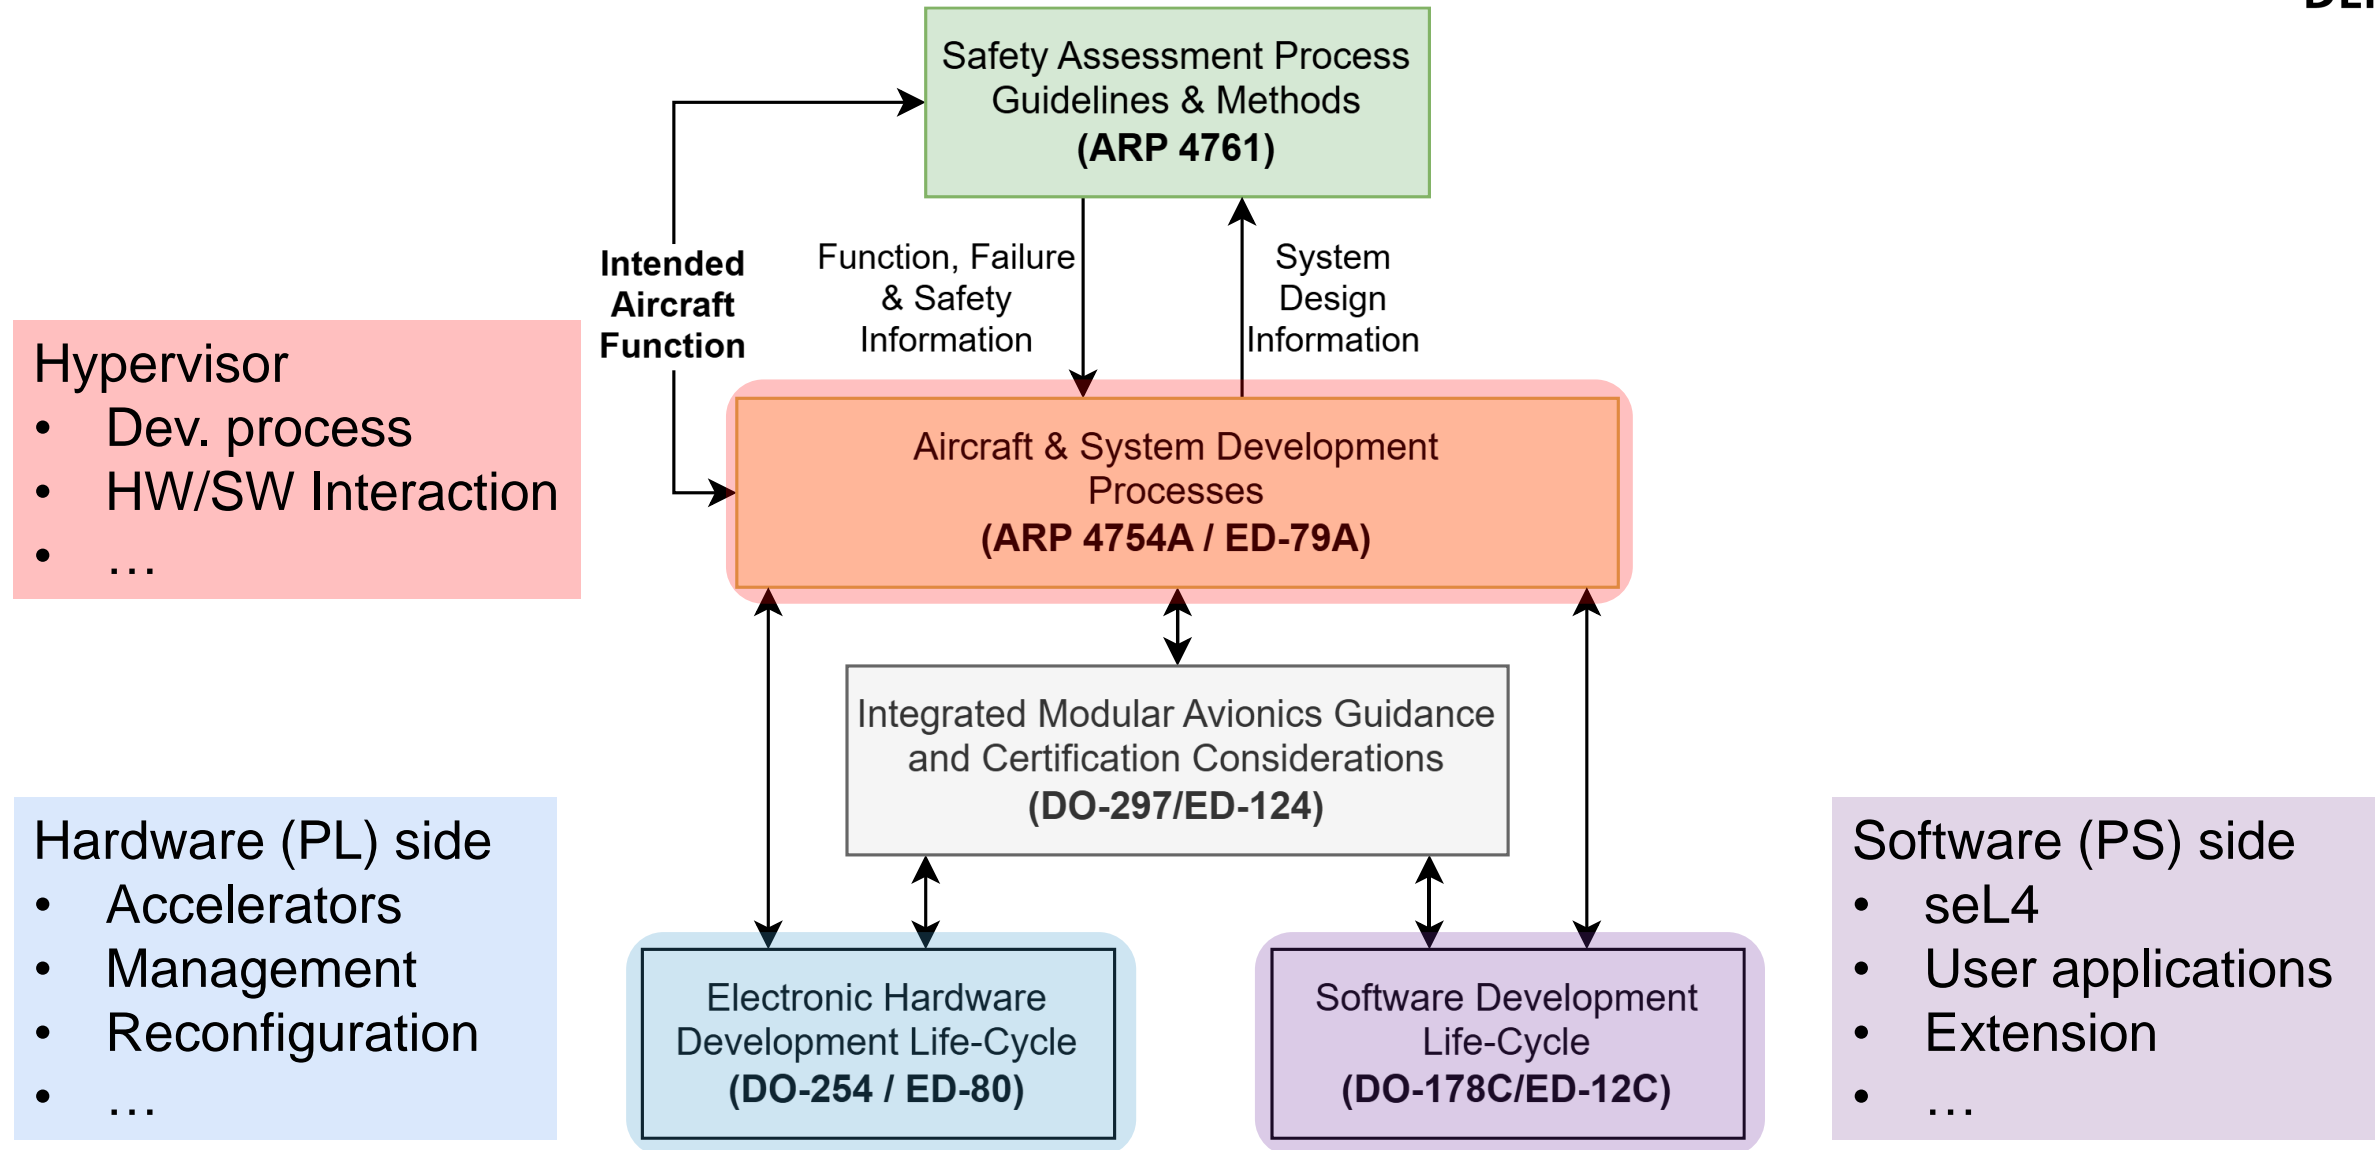 Safety Assessment Process
Guidelines & Methods
(ARP 4761)
Intended
Aircraft
Function
Function, Failure
& Safety
Information
System
Design
Information
Hypervisor
• Dev. process
• HW/SW Interaction
• …
Aircraft & System Development
Processes
(ARP 4754A / ED-79A)
Integrated Modular Avionics Guidance
and Certification Considerations
(DO-297/ED-124)
Hardware (PL) side
• Accelerators
• Management
• Reconfiguration
• …
Electronic Hardware
Development Life-Cycle
(DO-254 / ED-80)
Software Development
Life-Cycle
(DO-178C/ED-12C)
Software (PS) side
• seL4
• User applications
• Extension
• …